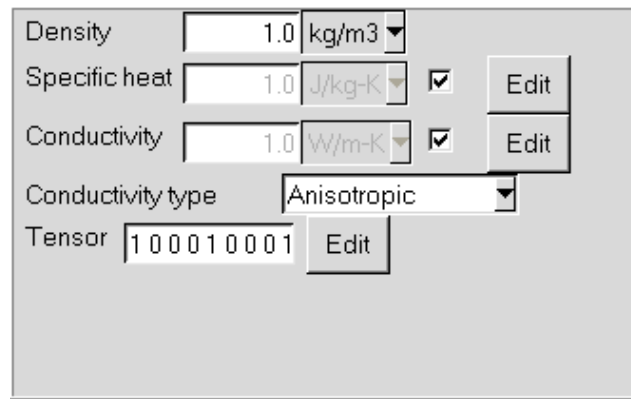 Density 1.0 kg/m3
Specific heat 1.0 J/kg-K Edit
Conductivity 1.0 W/m-K Edit
Conductivity type Anisotropic
Tensor 1 0 0 0 1 0 0 0 1 Edit